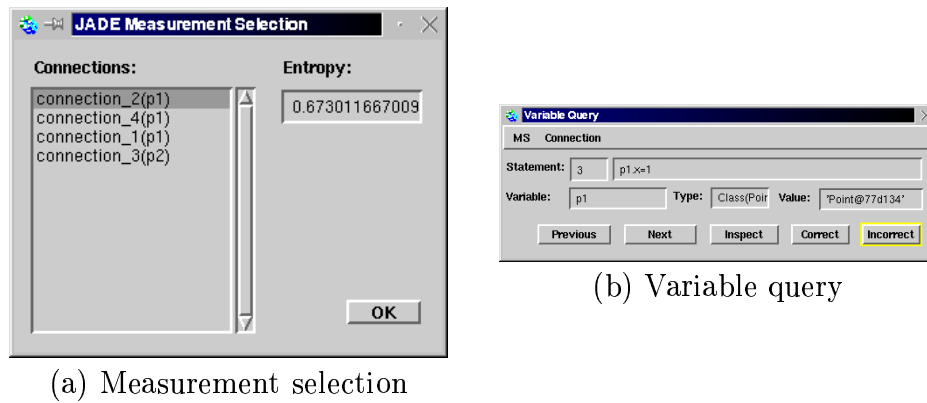 JADE Measurement Selection
Connections:
connection_2(p1)
connection_4(p1)
connection_1(p1)
connection_3(p2)
Entropy:
0.673011667009
OK
(a) Measurement selection
Variable Query
MS Connection
Statement: 3 p1.x=1
Variable: p1 Type: Class(Poir Value: 'Point@77d134'
Previous Next Inspect Correct Incorrect
(b) Variable query